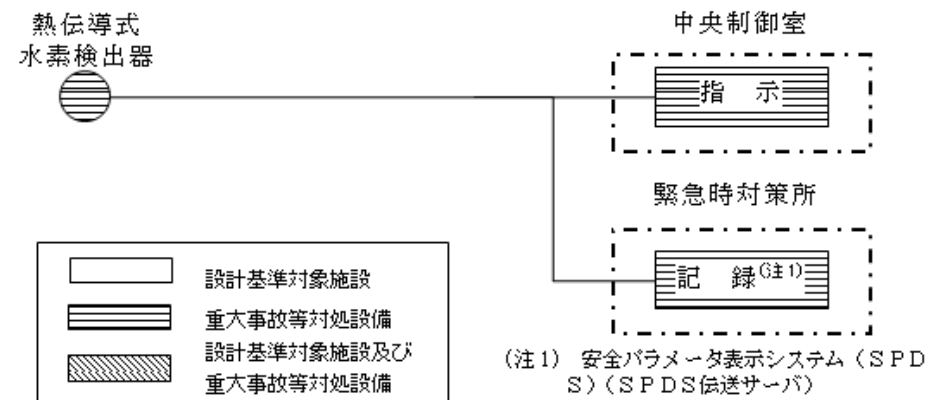 熱伝導式
水素検出器
中央制御室
指 示
緊急時対策所
記 録(注1)
(注1) 安全パラメータ表示システム(SPD
S)(SPDS伝送サーバ)
設計基準対象施設
重大事故等対処設備
設計基準対象施設及び
重大事故等対処設備